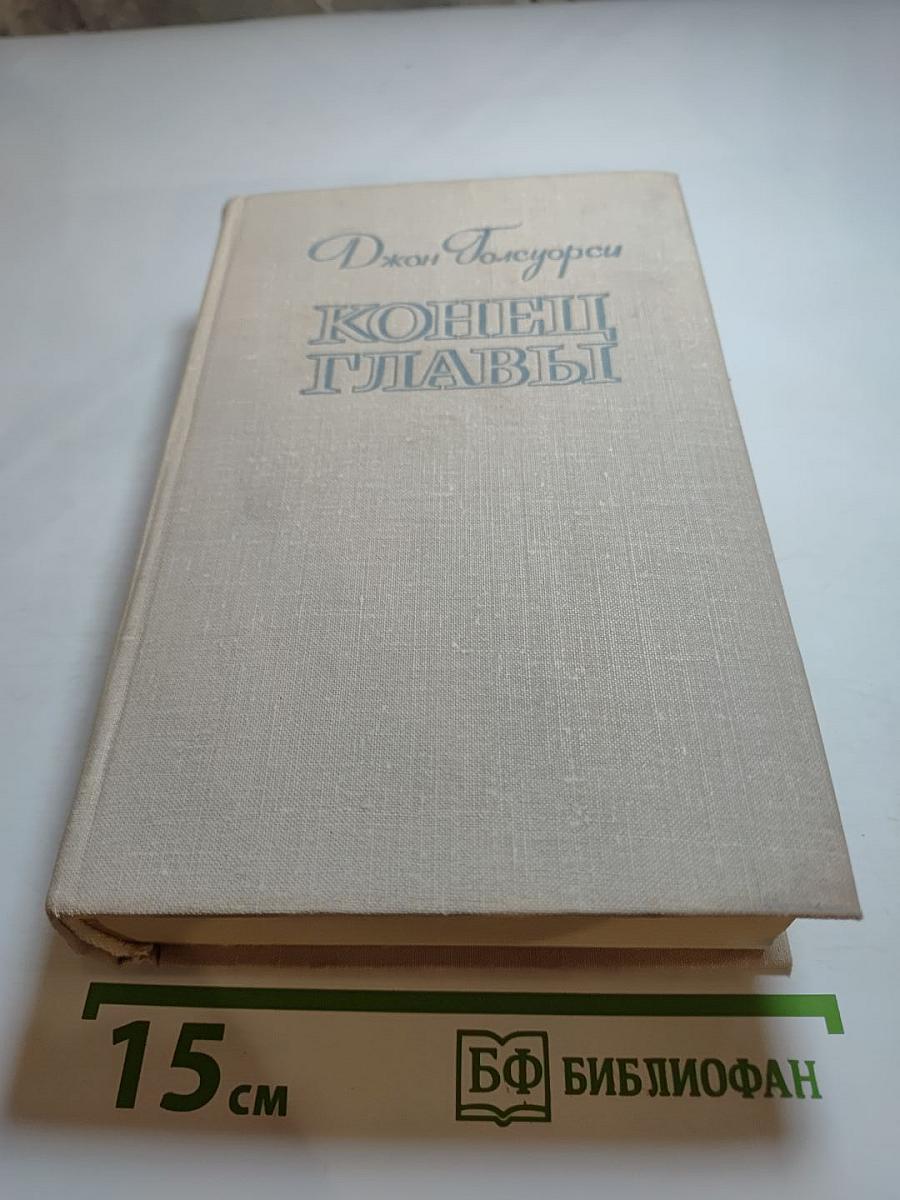 Джон Голсуорси
КОНЕЦ
ГЛАВЫ
15 см
БФ БИБЛИОФАН